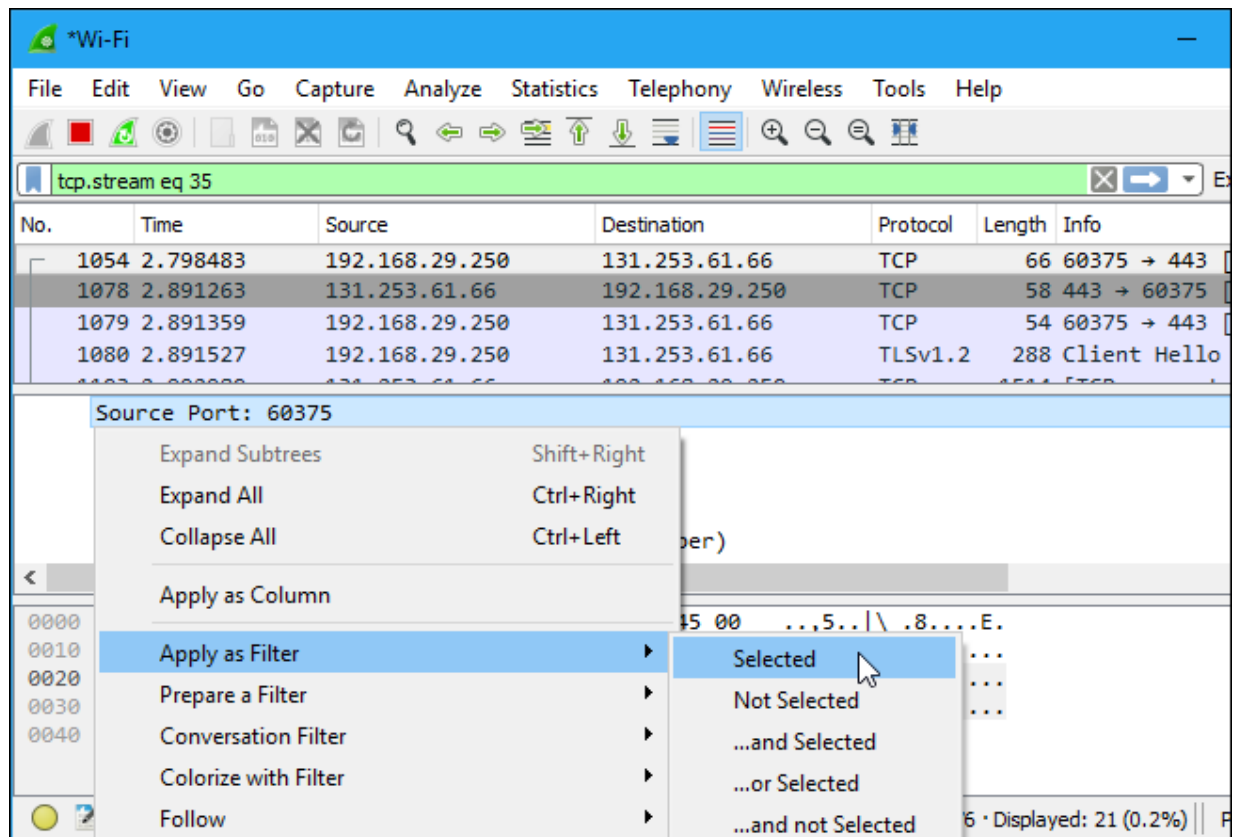 *Wi-Fi
File Edit View Go Capture Analyze Statistics Telephony Wireless Tools Help
tcp.stream eq 35
No. Time Source Destination Protocol Length Info
1054 2.798483 192.168.29.250 131.253.61.66 TCP 66 60375 → 443 [
1078 2.891263 131.253.61.66 192.168.29.250 TCP 58 443 → 60375 [
1079 2.891359 192.168.29.250 131.253.61.66 TCP 54 60375 → 443 [
1080 2.891527 192.168.29.250 131.253.61.66 TLSv1.2 288 Client Hello
Source Port: 60375
Expand Subtrees Shift+Right
Expand All Ctrl+Right
Collapse All Ctrl+Left
ber)
Apply as Column
0000 45 00 ..,5..|\ .8....E.
0010 Apply as Filter Selected ...
0020 Prepare a Filter Not Selected ...
0030 ...
0040 Conversation Filter ...and Selected
Colorize with Filter ...or Selected
Follow ...and not Selected 6 · Displayed: 21 (0.2%)